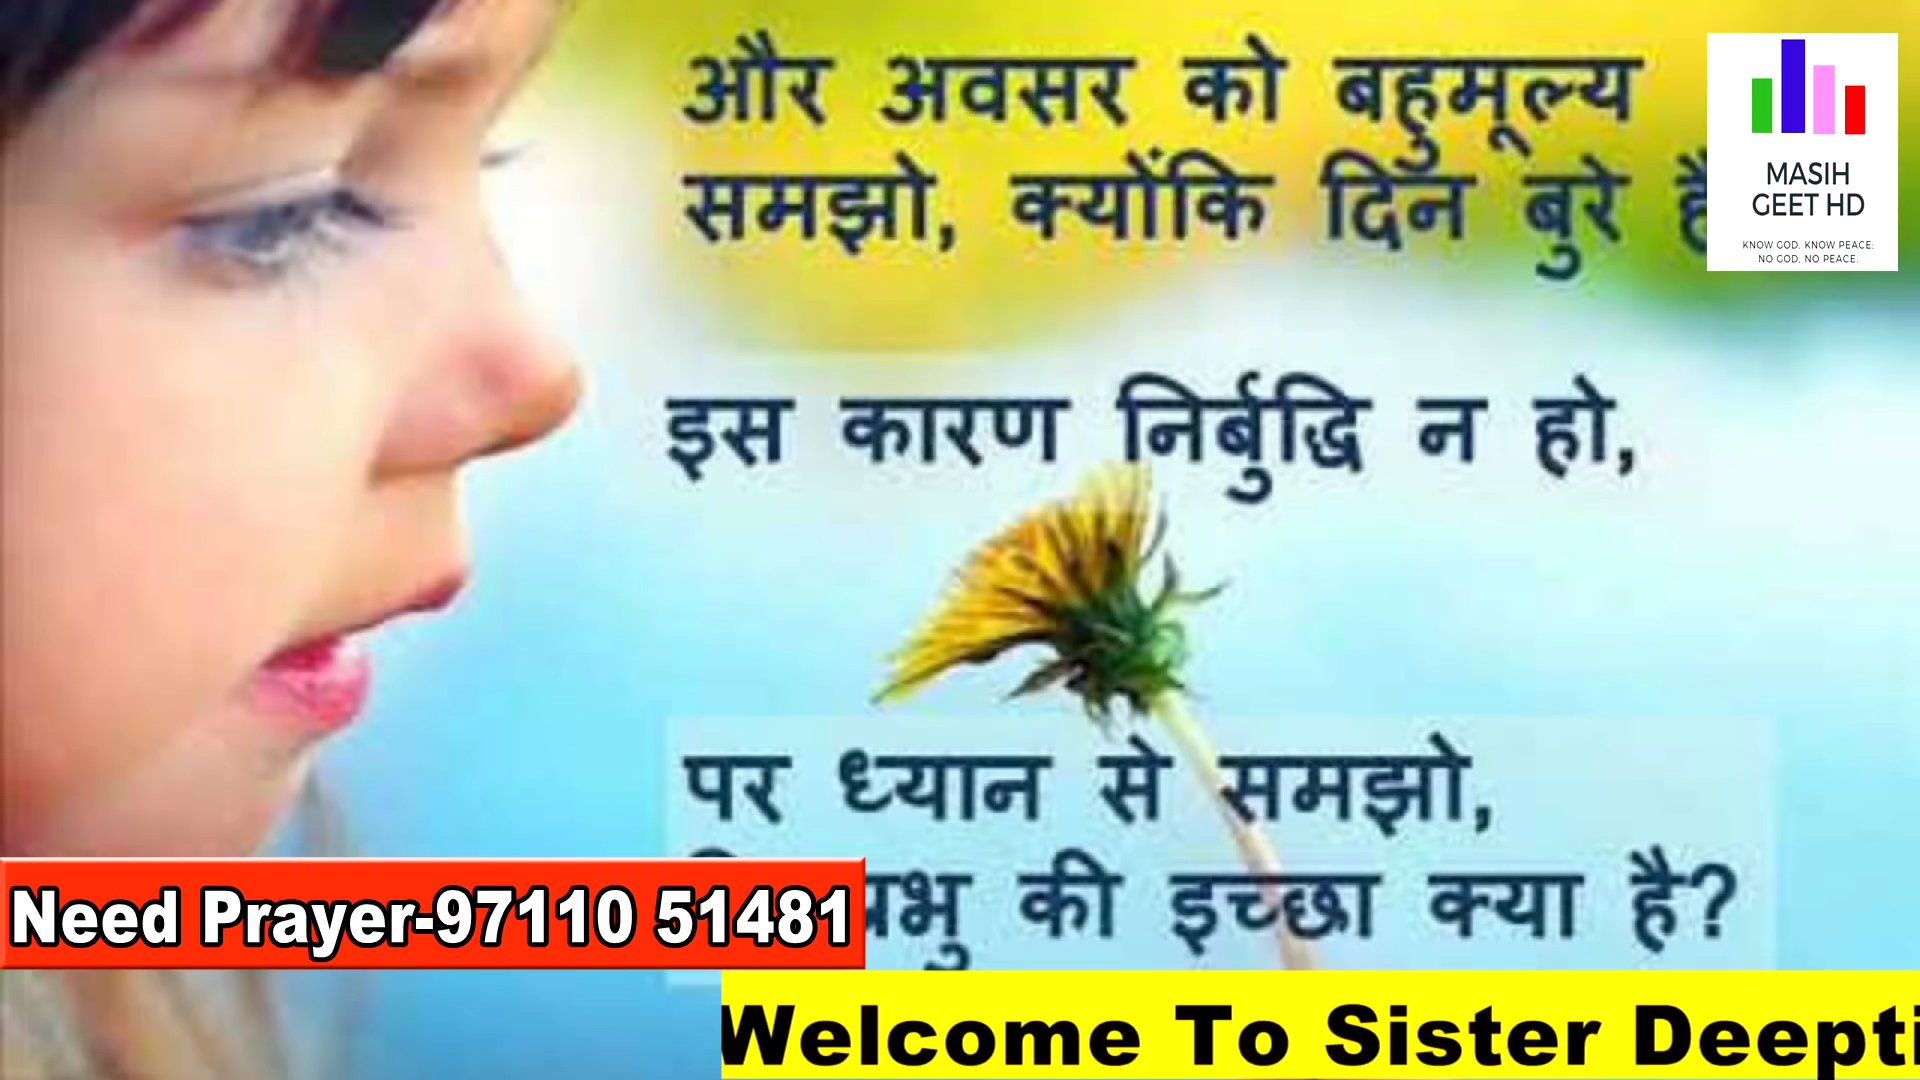 और अवसर को बहुमूल्य
समझो, क्योंकि दिन बुरे
MASIH
GEET HD
KNOW GOD, KNOW PEACE;
NO GOD, NO PEACE.
इस कारण निर्बुद्धि न हो,
पर ध्यान से समझो,
की इच्छा क्या है?
Need Prayer-97110 51481
Welcome To Sister Deepti